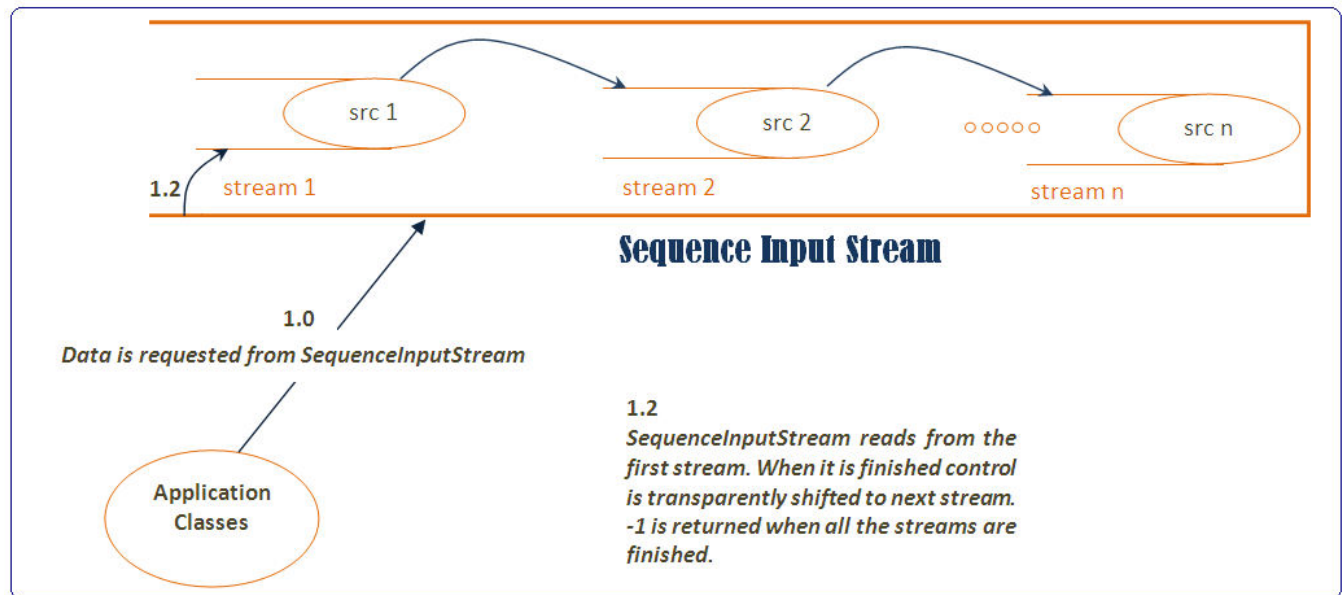 src 1
src 2
src n
1.2
stream 1
stream 2
stream n
Sequence Input Stream
1.0
Data is requested from SequenceInputStream
Application
Classes
1.2
SequenceInputStream reads from the
first stream. When it is finished control
is transparently shifted to next stream.
-1 is returned when all the streams are
finished.